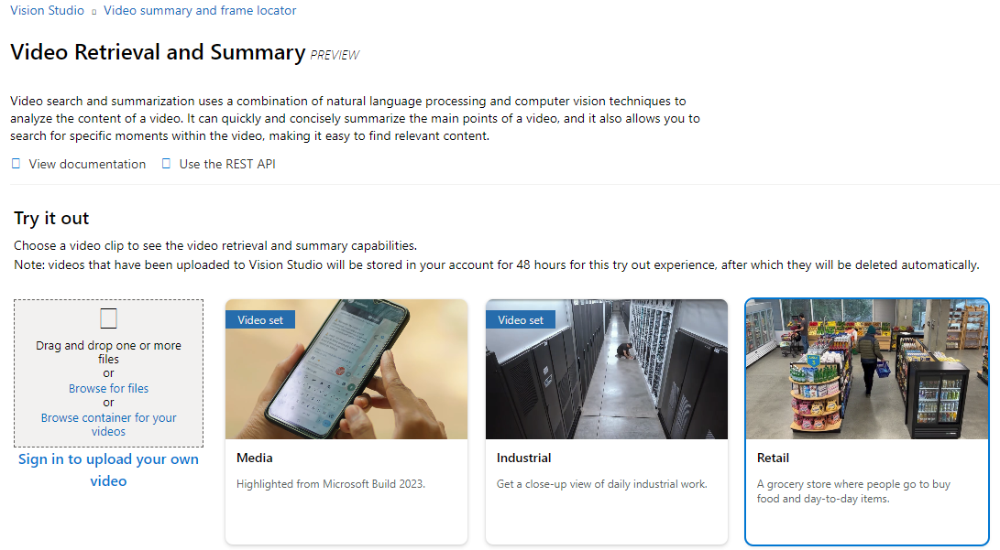 Vision Studio Video summary and frame locator
Video Retrieval and Summary PREVIEW
Video search and summarization uses a combination of natural language processing and computer vision techniques to
analyze the content of a video. It can quickly and concisely summarize the main points of a video, and it also allows you to
search for specific moments within the video, making it easy to find relevant content.
View documentation Use the REST API
Try it out
Choose a video clip to see the video retrieval and summary capabilities.
Note: videos that have been uploaded to Vision Studio will be stored in your account for 48 hours for this try out experience, after which they will be deleted automatically.
Drag and drop one or more
files
or
Browse for files
or
Browse container for your
videos
Sign in to upload your own
video
Video set
Media
Highlighted from Microsoft Build 2023.
Video set
Industrial
Get a close-up view of daily industrial work.
Retail
A grocery store where people go to buy
food and day-to-day items.